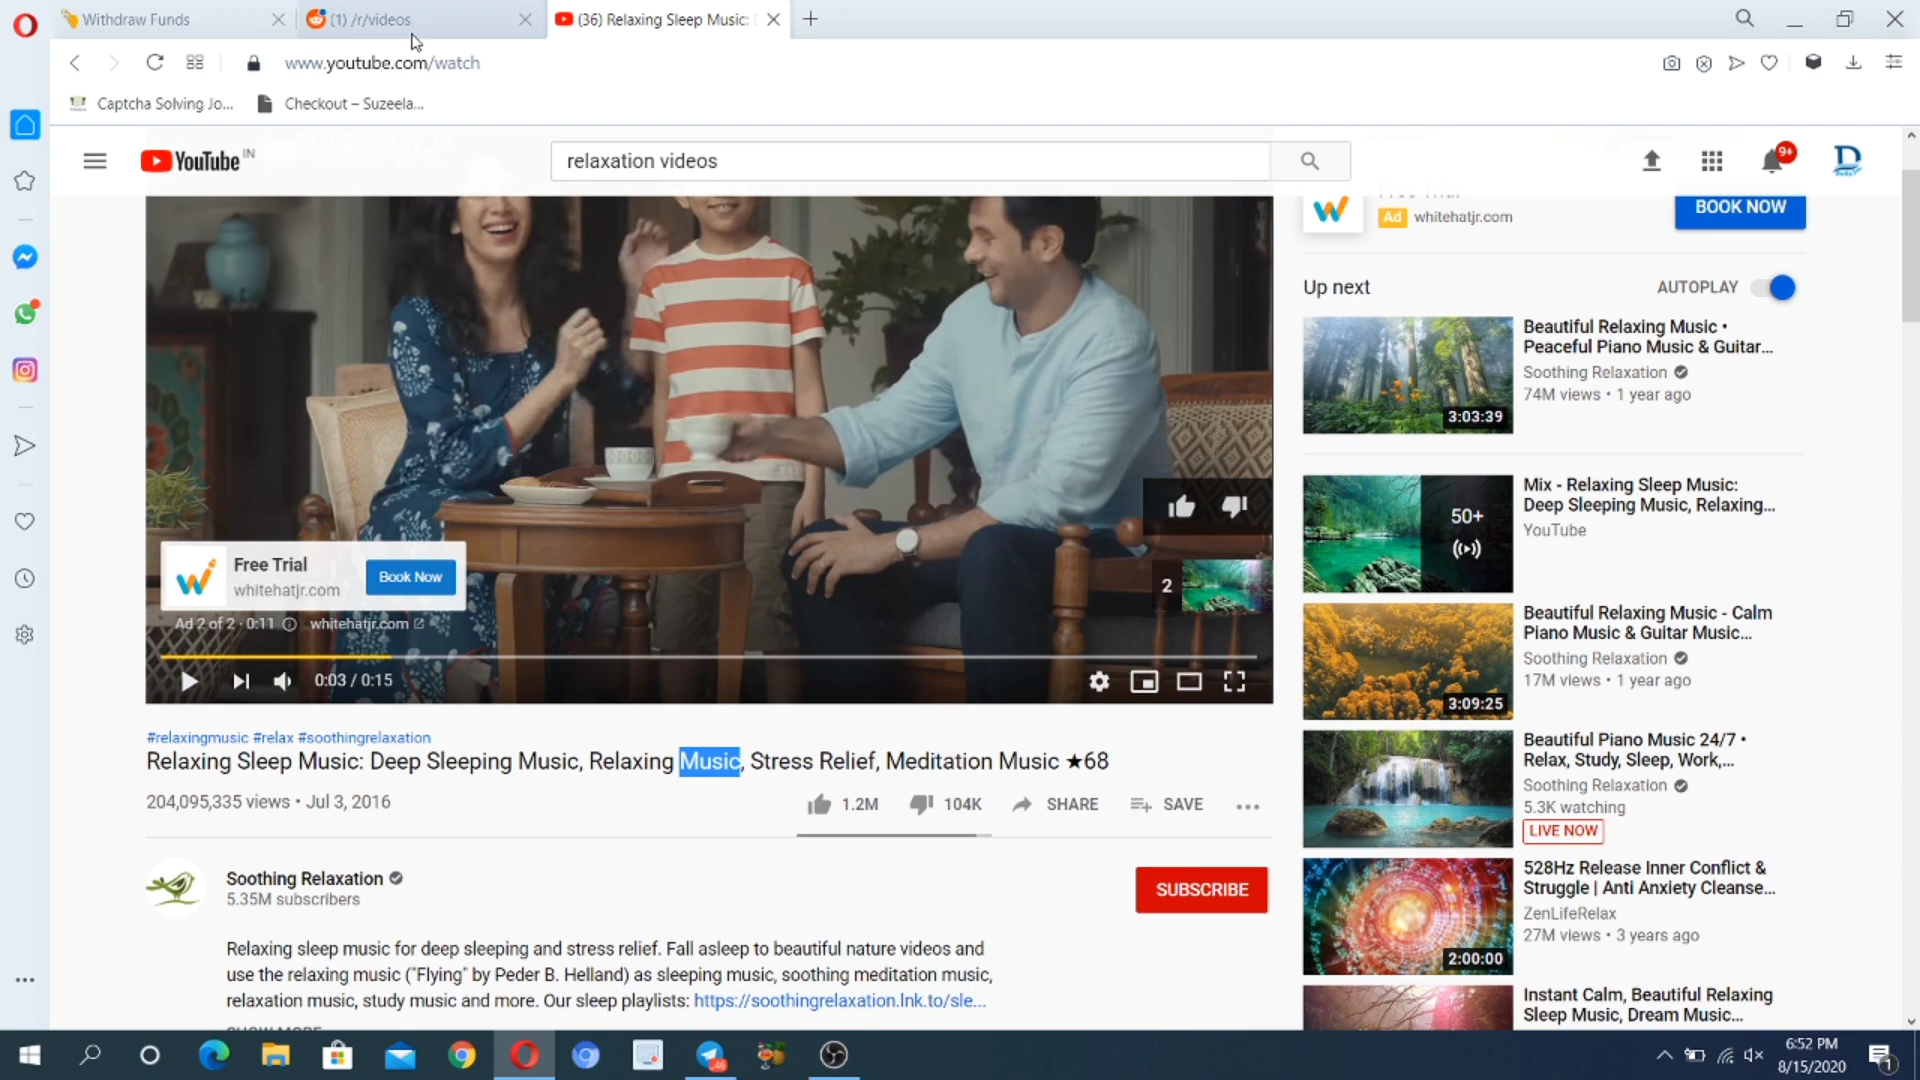 Withdraw Funds
(1) /r/videos
(36) Relaxing Sleep Music:
www.youtube.com/watch
Captcha Solving Jo...
Checkout – Suzeela...
YouTube IN
relaxation videos
9+
Ad whitehatjr.com
BOOK NOW
Up next
AUTOPLAY
Beautiful Relaxing Music •
Peaceful Piano Music & Guitar...
Soothing Relaxation
74M views • 1 year ago
3:03:39
Mix - Relaxing Sleep Music:
Deep Sleeping Music, Relaxing...
YouTube
50+
Beautiful Relaxing Music - Calm
Piano Music & Guitar Music...
Soothing Relaxation
17M views • 1 year ago
3:09:25
Beautiful Piano Music 24/7 •
Relax, Study, Sleep, Work,...
Soothing Relaxation
5.3K watching
LIVE NOW
528Hz Release Inner Conflict &
Struggle | Anti Anxiety Cleanse...
ZenLifeRelax
27M views • 3 years ago
2:00:00
Instant Calm, Beautiful Relaxing
Sleep Music, Dream Music...
Free Trial
whitehatjr.com
Book Now
Ad 2 of 2 · 0:11 whitehatjr.com
2
0:03 / 0:15
#relaxingmusic #relax #soothingrelaxation
Relaxing Sleep Music: Deep Sleeping Music, Relaxing Music, Stress Relief, Meditation Music ★68
204,095,335 views • Jul 3, 2016
1.2M
104K
SHARE
SAVE
Soothing Relaxation
5.35M subscribers
SUBSCRIBE
Relaxing sleep music for deep sleeping and stress relief. Fall asleep to beautiful nature videos and
use the relaxing music ("Flying" by Peder B. Helland) as sleeping music, soothing meditation music,
relaxation music, study music and more. Our sleep playlists: https://soothingrelaxation.lnk.to/sle...
SHOW MORE
6:52 PM
8/15/2020
1